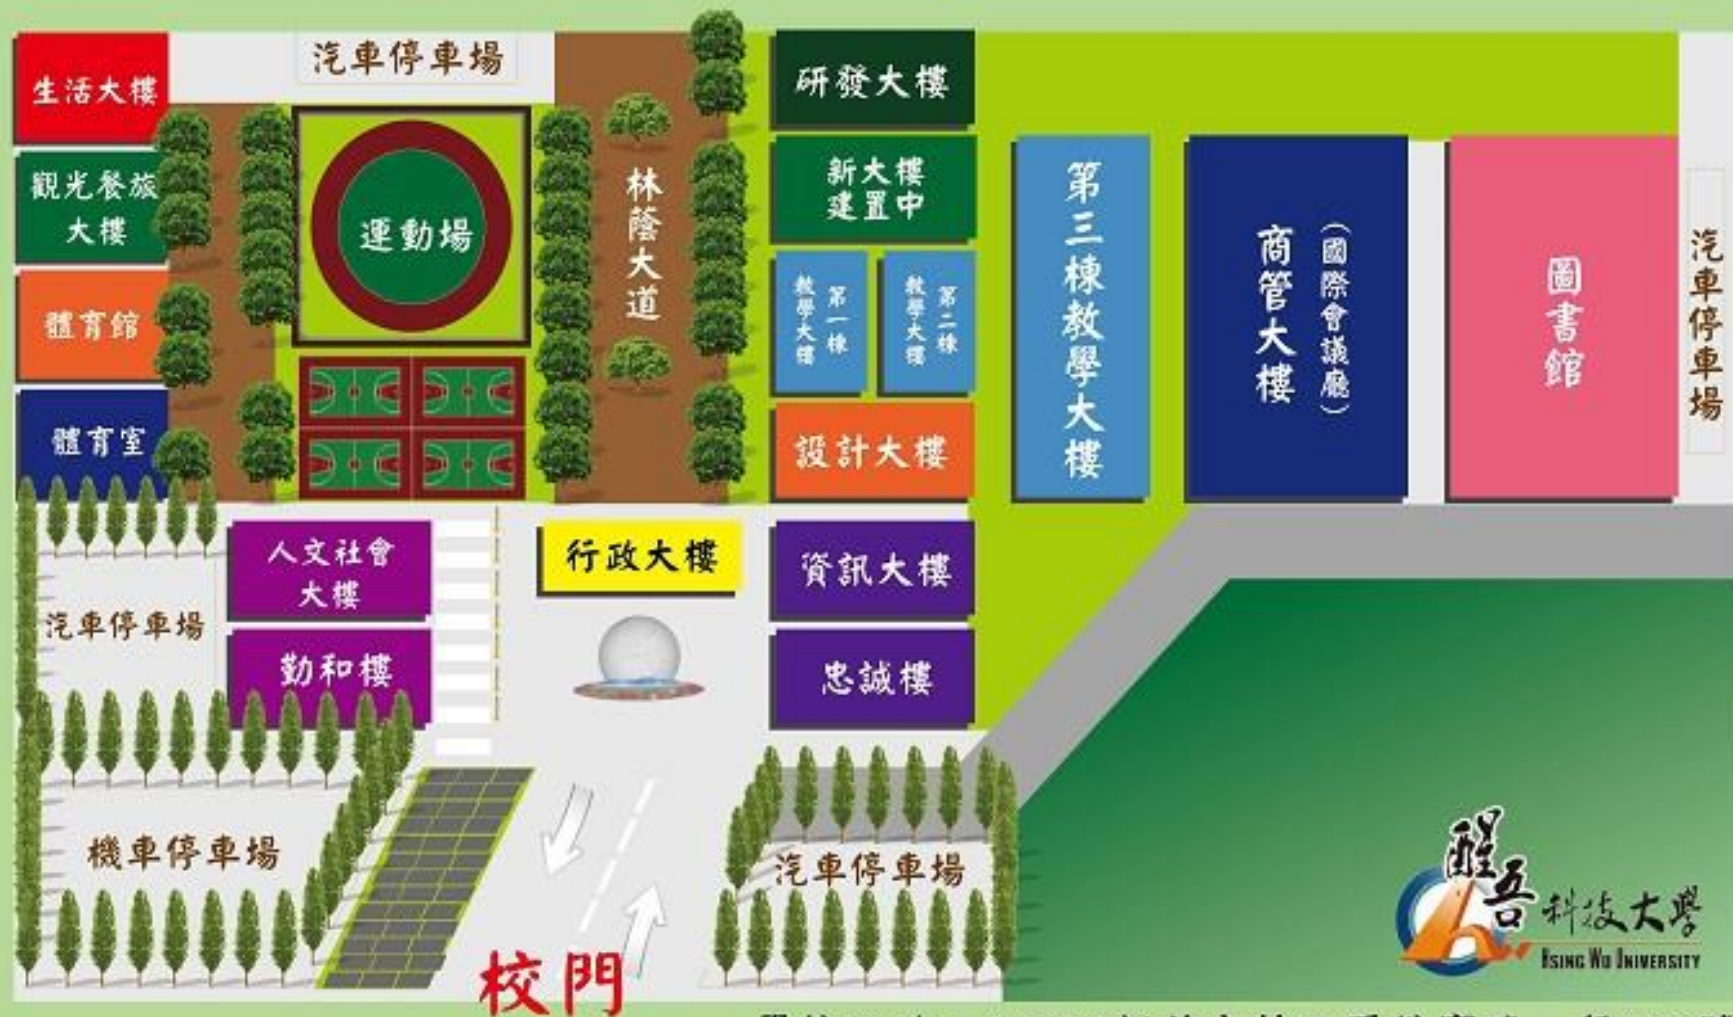 生活大樓
汽車停車場
研發大樓
觀光餐旅
大樓
運動場
林蔭大道
新大樓
建置中
第三棟教學大樓
商管大樓
（國際會議廳）
圖書館
汽車停車場
體育館
第一棟
教學大樓
第二棟
教學大樓
體育室
設計大樓
人文社會
大樓
行政大樓
資訊大樓
汽車停車場
勤和樓
忠誠樓
機車停車場
汽車停車場
校門
醒吾科技大學
HSING WU UNIVERSITY